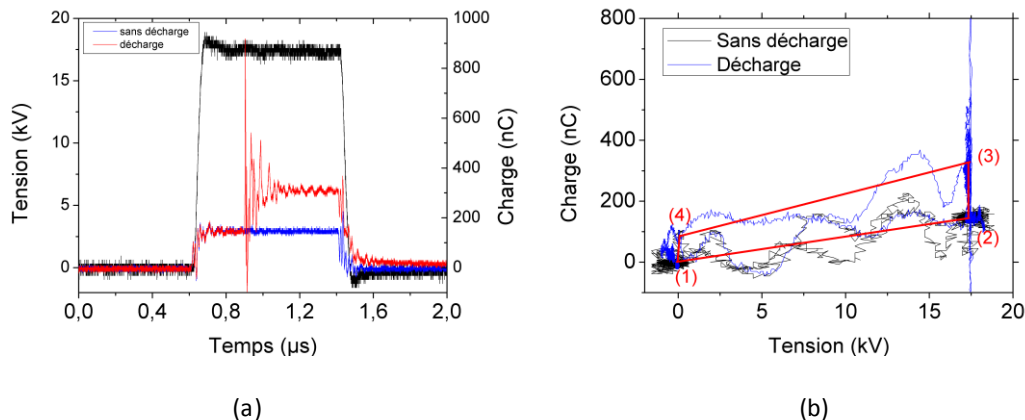 sans décharge
décharge
Tension (kV)
20
15
10
5
0
1000
800
600
400
200
0
Charge (nC)
0,0 0,4 0,8 1,2 1,6 2,0
Temps (µs)
(a)
Sans décharge
Décharge
Charge (nC)
800
600
400
200
0
(3)
(4)
(2)
(1)
0 5 10 15 20
Tension (kV)
(b)